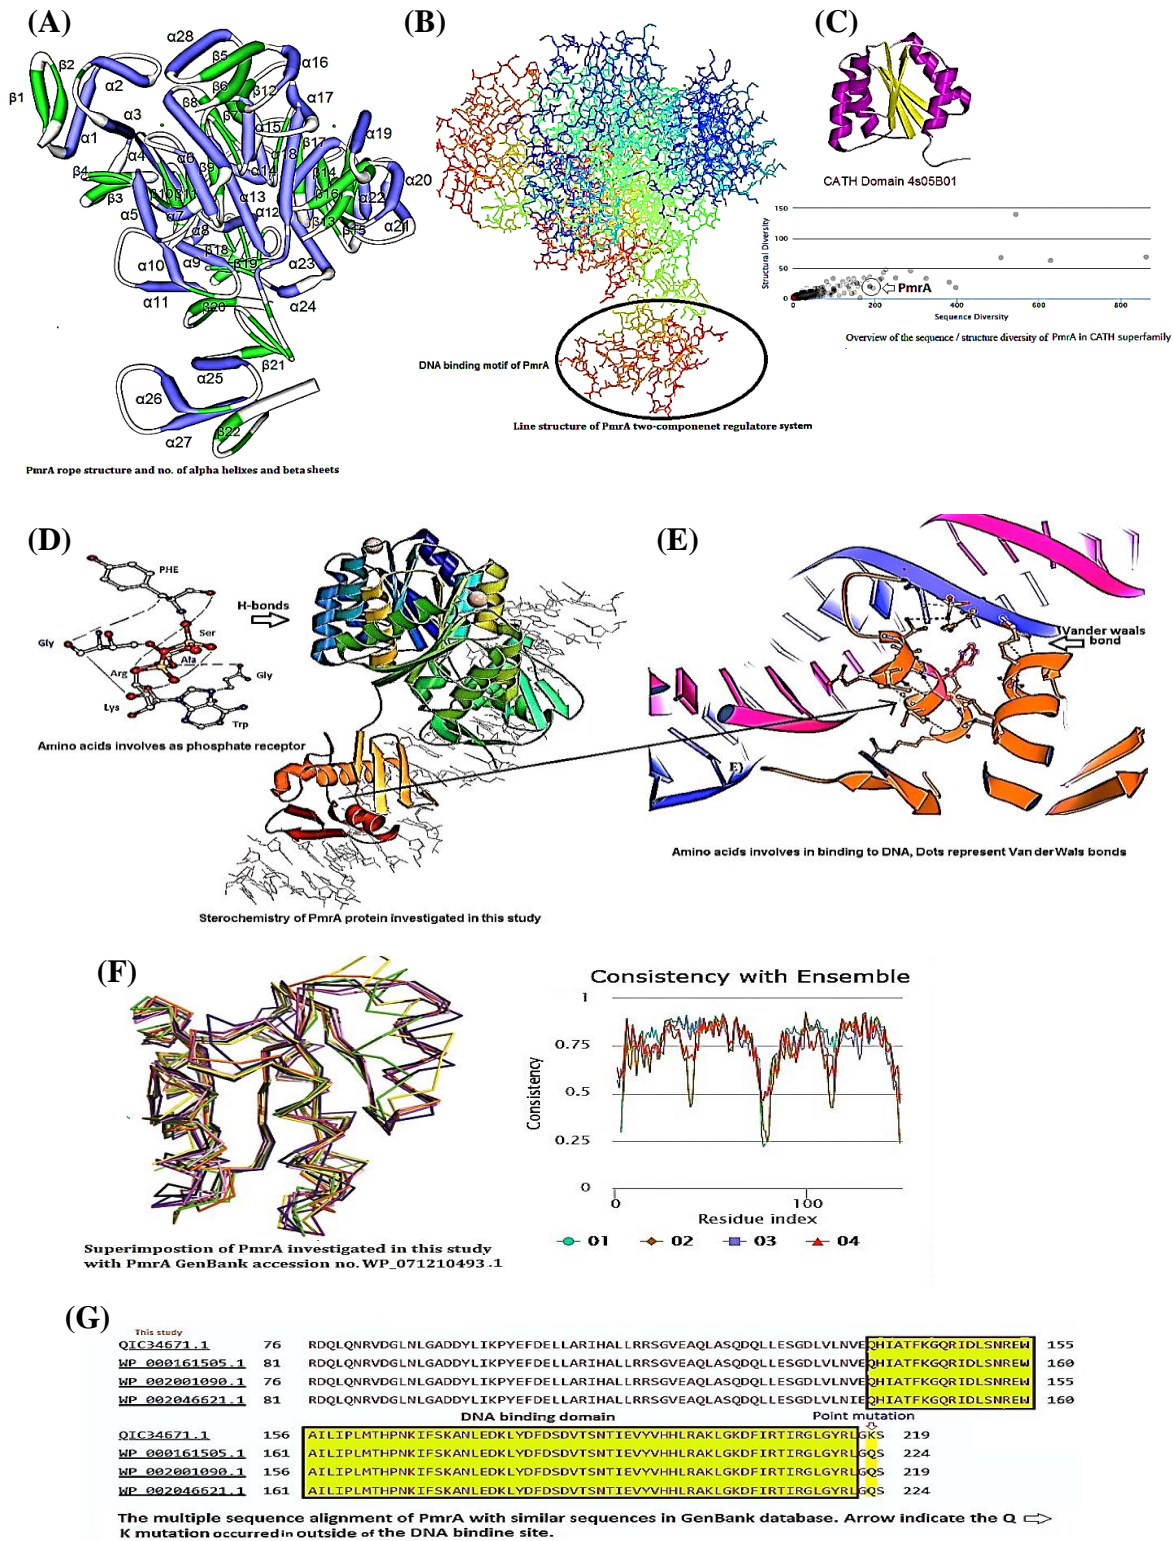 (A)
(B)
(C)
α28
β5
α16
β2
α2
β6
β12
α17
β1
β8
β7
α3
α15
α19
α1
β17
α4
α6
α18
β4
β9
α14
β14
α20
β10
β11
β16
α22
β3
α13
α5
α7
α12
β13
β15
α21
α8
β18
α10
α9
β19
α23
α11
β20
α24
β21
α25
α26
α27
β22
PmrA rope structure and no. of alpha helixes and beta sheets
DNA binding motif of PmrA
Line structure of PmrA two-componenet regulatore system
CATH Domain 4s05B01
Structural Diversity
150
100
50
0
0
200
400
600
800
PmrA
Sequence Diversity
Overview of the sequence / structure diversity of PmrA in CATH superfamily
(D)
(E)
PHE
H-bonds
Gly
Ser
Ala
Arg
Gly
Lys
Trp
Amino acids involves as phosphate receptor
Sterochemistry of PmrA protein investigated in this study
Vander waals
bond
E)
Amino acids involves in binding to DNA, Dots represent Van der Wals bonds
(F)
Consistency with Ensemble
Consistency
1
0.75
0.5
0.25
0
0
100
Residue index
01
02
03
04
Superimpostion of PmrA investigated in this study
with PmrA GenBank accession no. WP_071210493.1
(G)
This study
QIC34671.1 76 RDQLQNRVDGLNLGADDYLIKPYEFDELLARIHALLRRSGVEAQLASQDQLLESGDLVLNVEQHIATFKGQRIDLSNREW 155
WP_000161505.1 81 RDQLQNRVDGLNLGADDYLIKPYEFDELLARIHALLRRSGVEAQLASQDQLLESGDLVLNVEQHIATFKGQRIDLSNREW 160
WP_002001090.1 76 RDQLQNRVDGLNLGADDYLIKPYEFDELLARIHALLRRSGVEAQLASQDQLLESGDLVLNVEQHIATFKGQRIDLSNREW 155
WP_002046621.1 81 RDQLQNRVDGLNLGADDYLIKPYEFDELLARIHALLRRSGVEAQLASQDQLLESGDLVLNIEQHIATFKGQRIDLSNREW 160
DNA binding domain Point mutation
QIC34671.1 156 AILIPLMTHPNKIFSKANLEDKLYDFDSDVTSNTIEVYVHHLRAKLGKDFIRTIRGLGYRLGKS 219
WP_000161505.1 161 AILIPLMTHPNKIFSKANLEDKLYDFDSDVTSNTIEVYVHHLRAKLGKDFIRTIRGLGYRLGQS 224
WP_002001090.1 156 AILIPLMTHPNKIFSKANLEDKLYDFDSDVTSNTIEVYVHHLRAKLGKDFIRTIRGLGYRLGQS 219
WP_002046621.1 161 AILIPLMTHPNKIFSKANLEDKLYDFDSDVTSNTIEVYVHHLRAKLGKDFIRTIRGLGYRLGQS 224
The multiple sequence alignment of PmrA with similar sequences in GenBank database. Arrow indicate the Q ⇨
K mutation occurred in outside of the DNA bindine site.